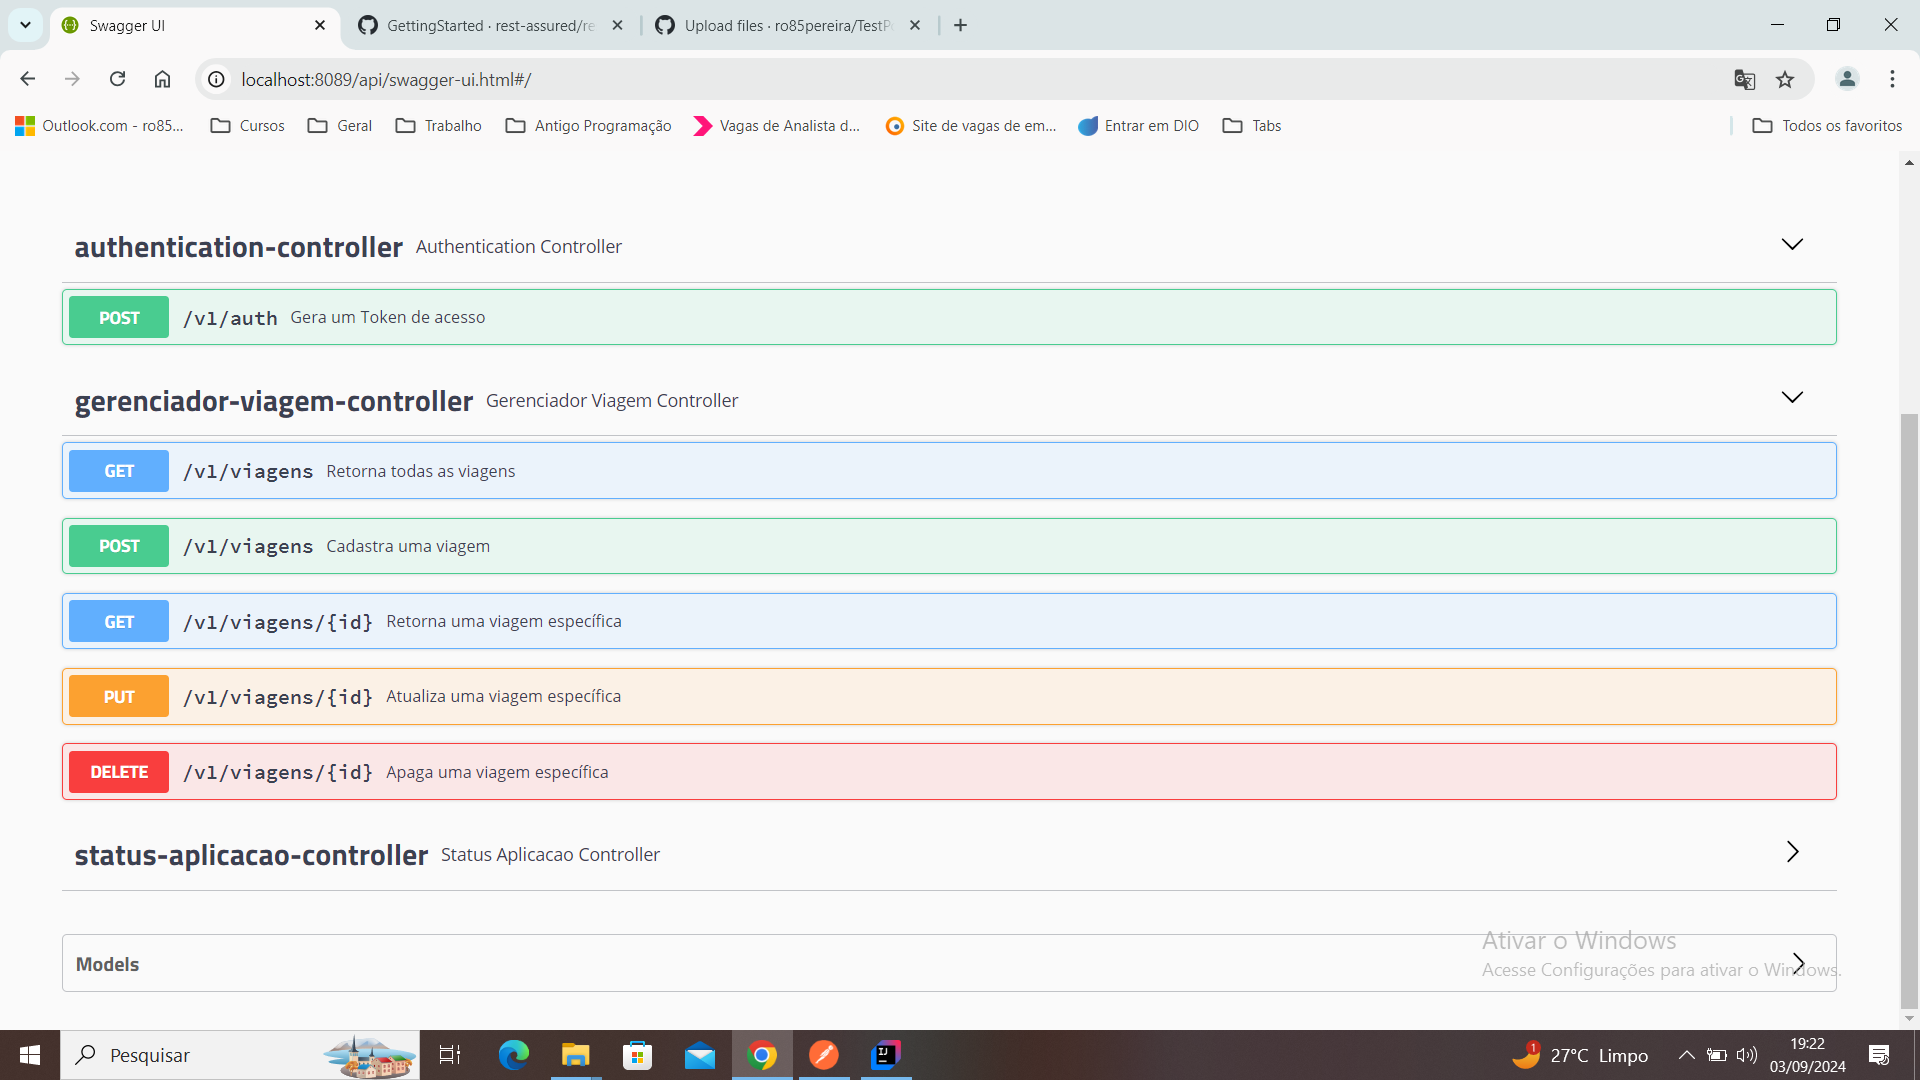 Swagger UI
GettingStarted · rest-assured/re
Upload files · ro85pereira/TestP
localhost:8089/api/swagger-ui.html#/
Outlook.com - ro85...
Cursos
Geral
Trabalho
Antigo Programação
Vagas de Analista d...
Site de vagas de em...
Entrar em DIO
Tabs
Todos os favoritos
authentication-controller Authentication Controller
POST /v1/auth Gera um Token de acesso
gerenciador-viagem-controller Gerenciador Viagem Controller
GET /v1/viagens Retorna todas as viagens
POST /v1/viagens Cadastra uma viagem
GET /v1/viagens/{id} Retorna uma viagem específica
PUT /v1/viagens/{id} Atualiza uma viagem específica
DELETE /v1/viagens/{id} Apaga uma viagem específica
status-aplicacao-controller Status Aplicacao Controller
Models
Ativar o Windows
Acesse Configurações para ativar o Windows.
Pesquisar
1
27°C Limpo
19:22
03/09/2024